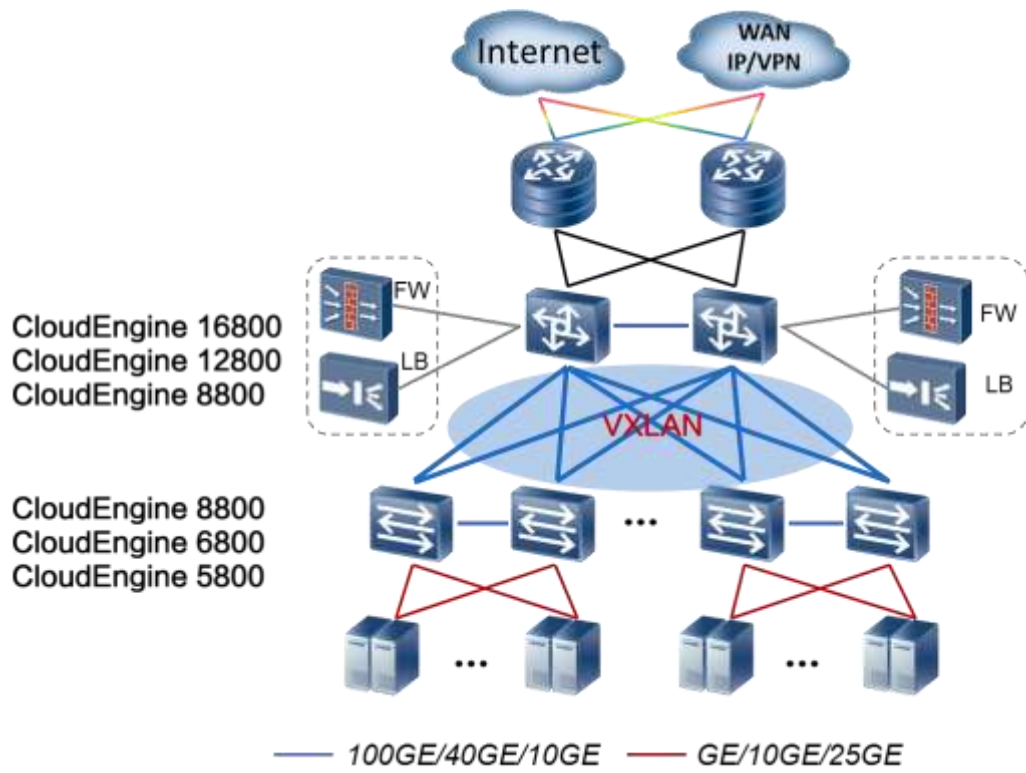 Internet
WAN
IP/VPN
FW
LB
FW
LB
CloudEngine 16800
CloudEngine 12800
CloudEngine 8800
VXLAN
CloudEngine 8800
CloudEngine 6800
CloudEngine 5800
...
...
...
100GE/40GE/10GE
GE/10GE/25GE